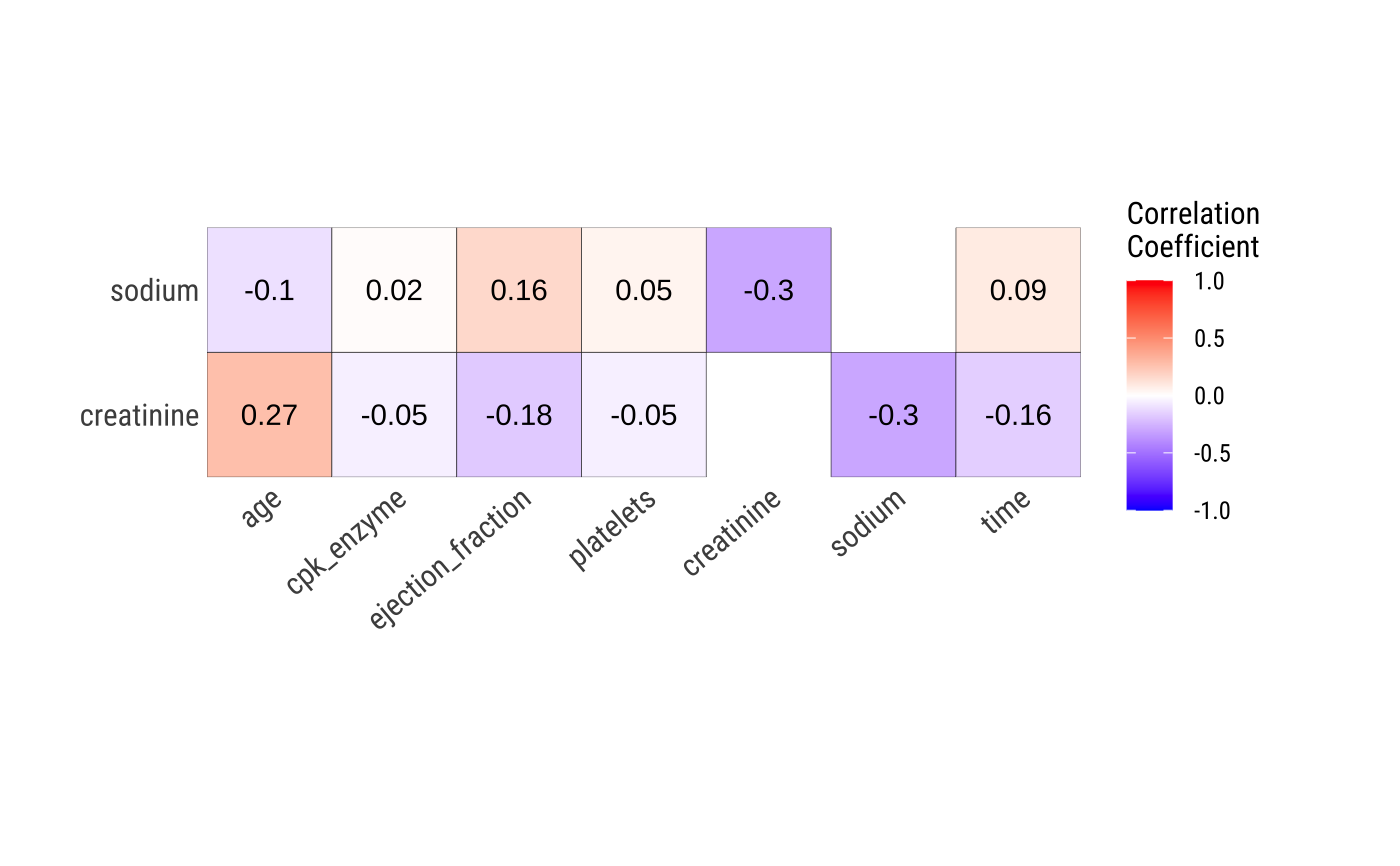 Correlation
Coefficient
1.0
0.5
0.0
-0.5
-1.0
sodium -0.1 0.02 0.16 0.05 -0.3 0.09
creatinine 0.27 -0.05 -0.18 -0.05 -0.3 -0.16
age cpk_enzyme ejection_fraction platelets creatinine sodium time